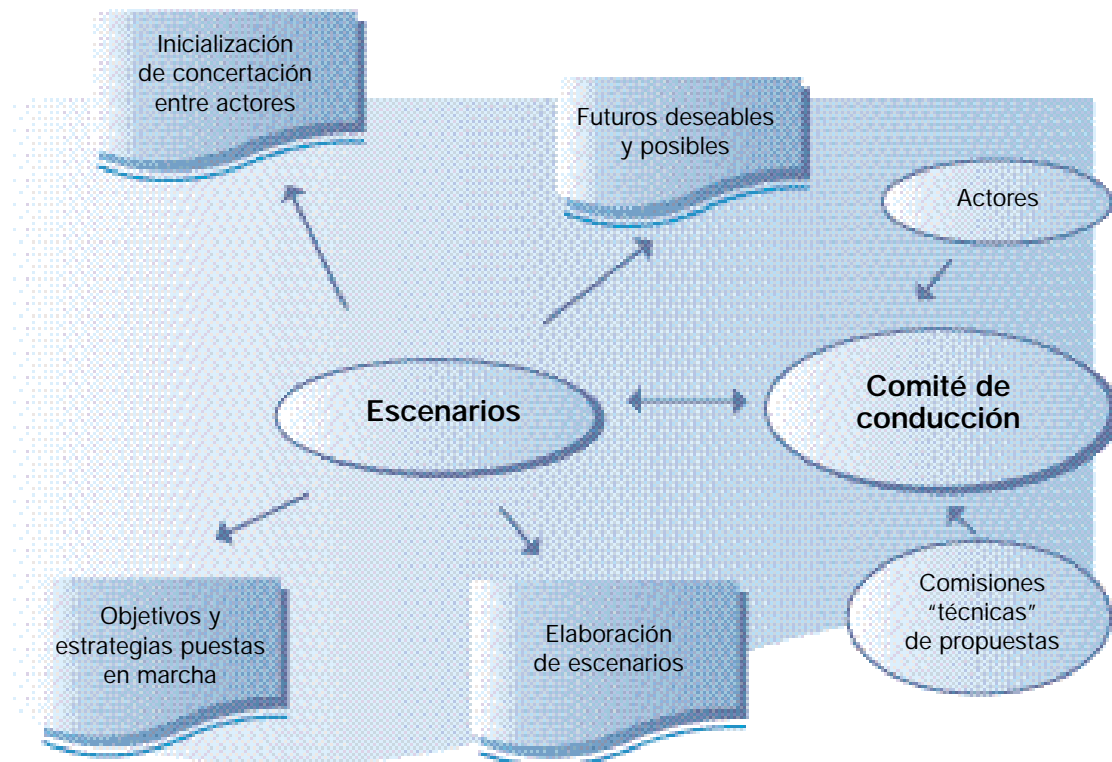 Inicialización
de concertación
entre actores
Futuros deseables
y posibles
Actores
Escenarios
Comité de
conducción
Objetivos y
estrategias puestas
en marcha
Elaboración
de escenarios
Comisiones
“técnicas”
de propuestas